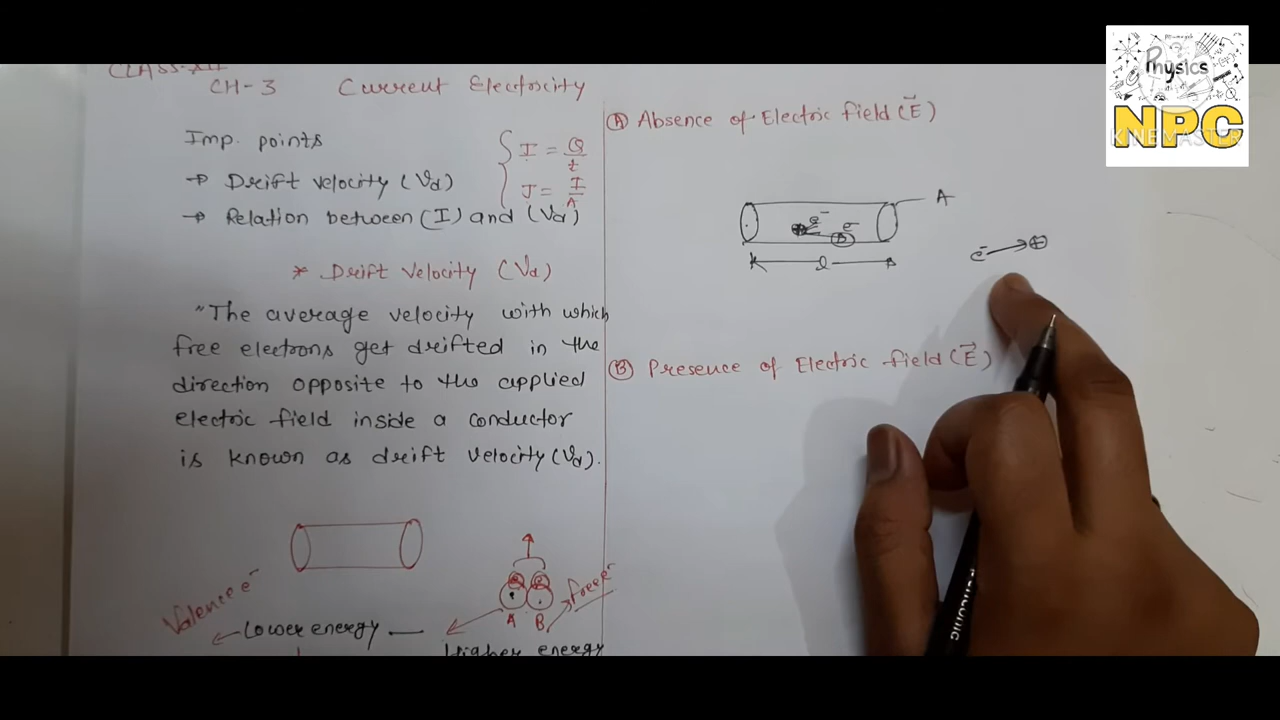 CLASS-XII
CH-3 Current Electricity
Imp. points
→ Drift velocity (Vd)
→ Relation between (I) and (Vd)
I = Q/t
J = I/A
* Drift Velocity (Vd)
"The average velocity with which
free electrons get drifted in the
direction opposite to the applied
electric field inside a conductor
is known as drift velocity (Vd).
e e
A B
Valence e-
free e-
Lower energy
Higher energy
(A) Absence of Electric field (E⃗)
A
e- e-
l
e- → ⊕
(B) Presence of Electric field (E⃗)
Physics
NPC
KINEMASTER